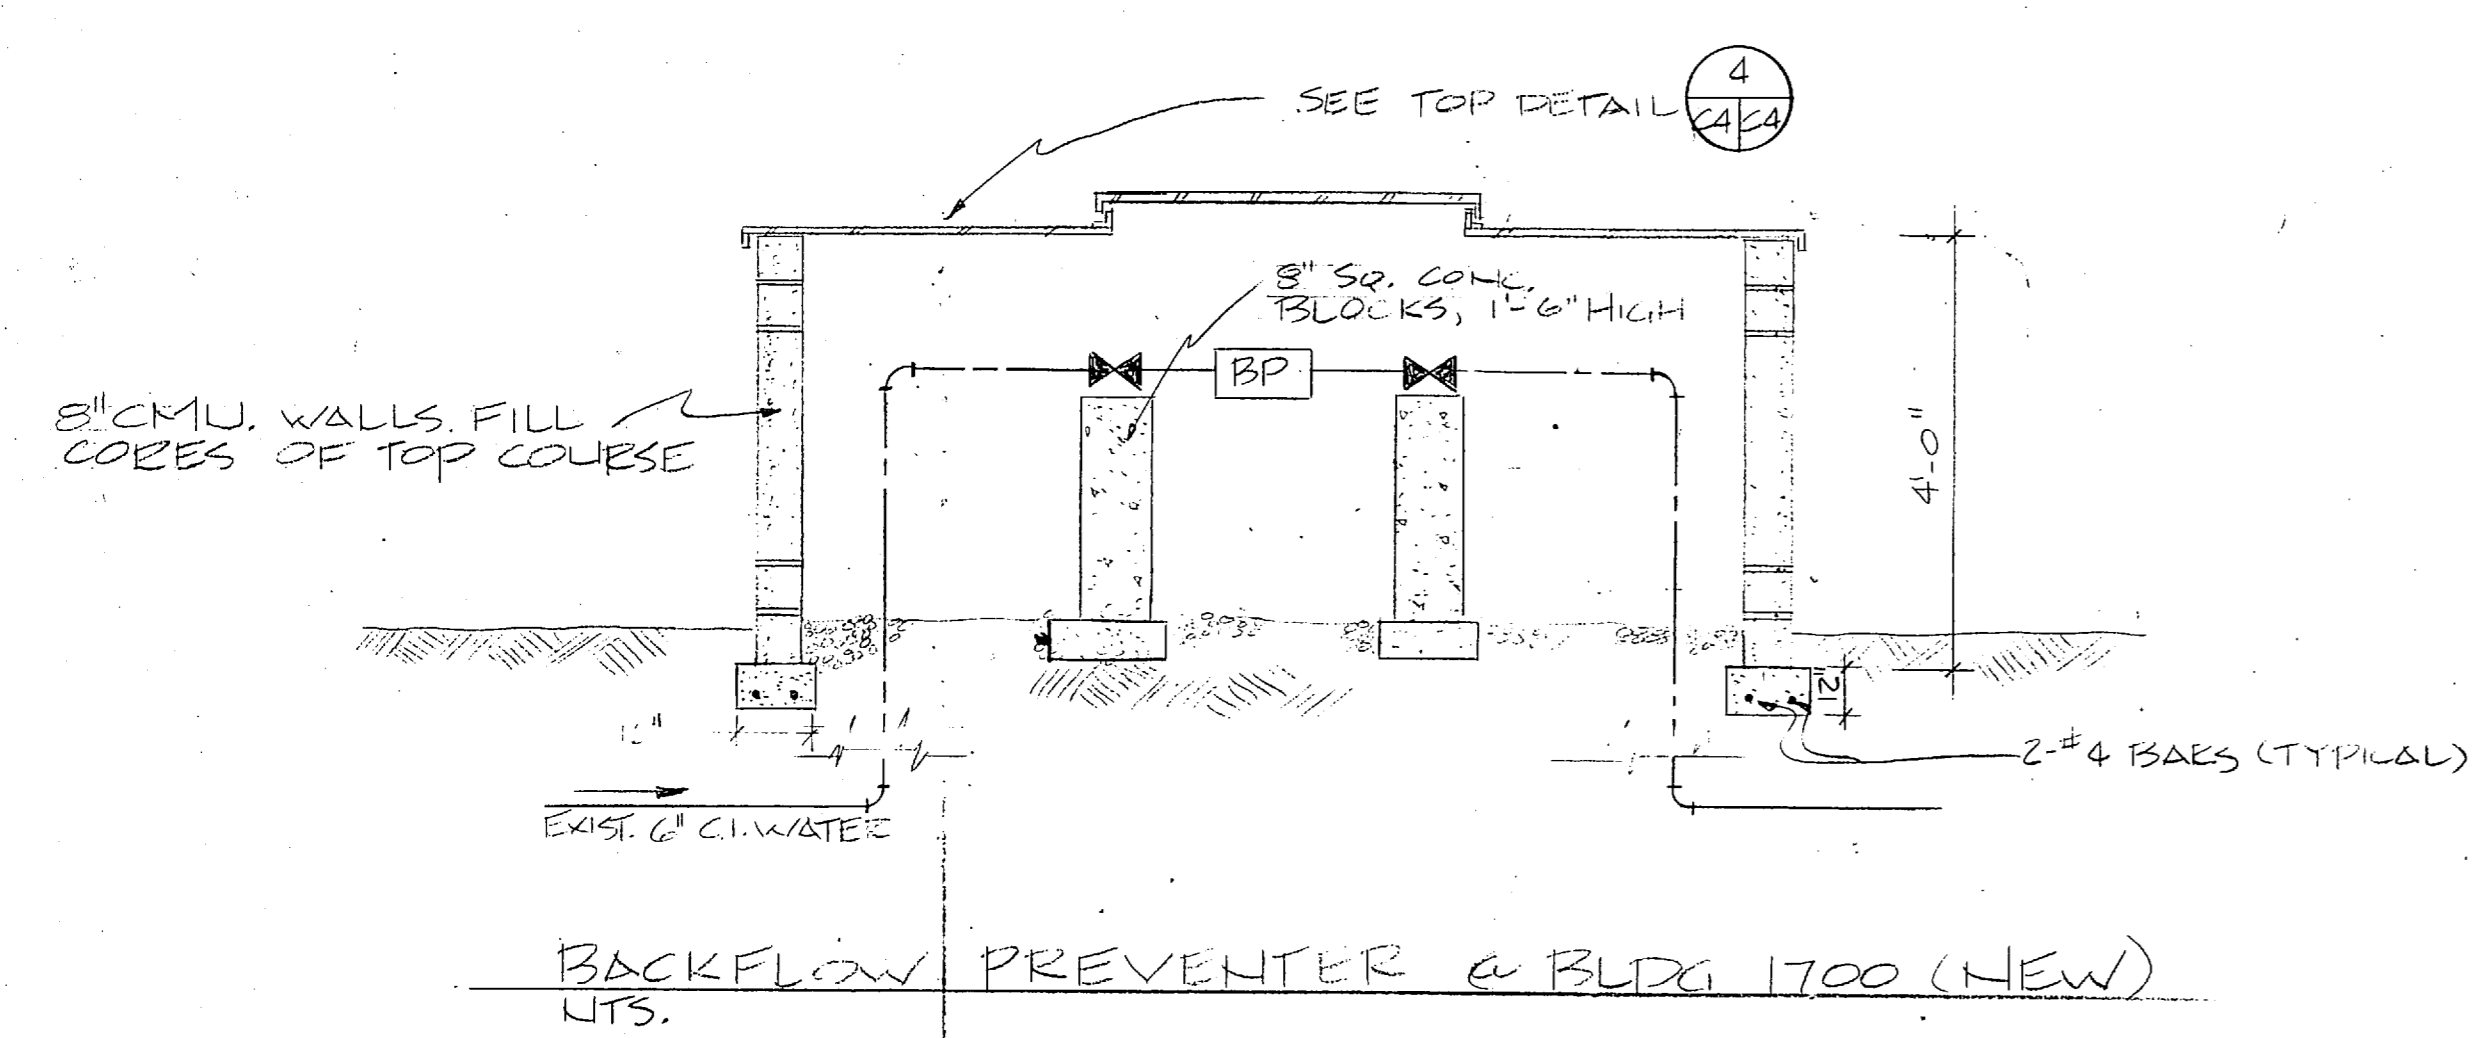 SEE TOP DETAIL
4
C4 C4
8" SQ. CONC.
BLOCKS, 1'-6" HIGH
BP
8" CMU. WALLS. FILL
CORES OF TOP COURSE
4'-0"
12"
2-#4 BARS (TYPICAL)
EXIST. 6" C.I. WATER
BACKFLOW PREVENTER @ BLDG 1700 (NEW)
NTS.